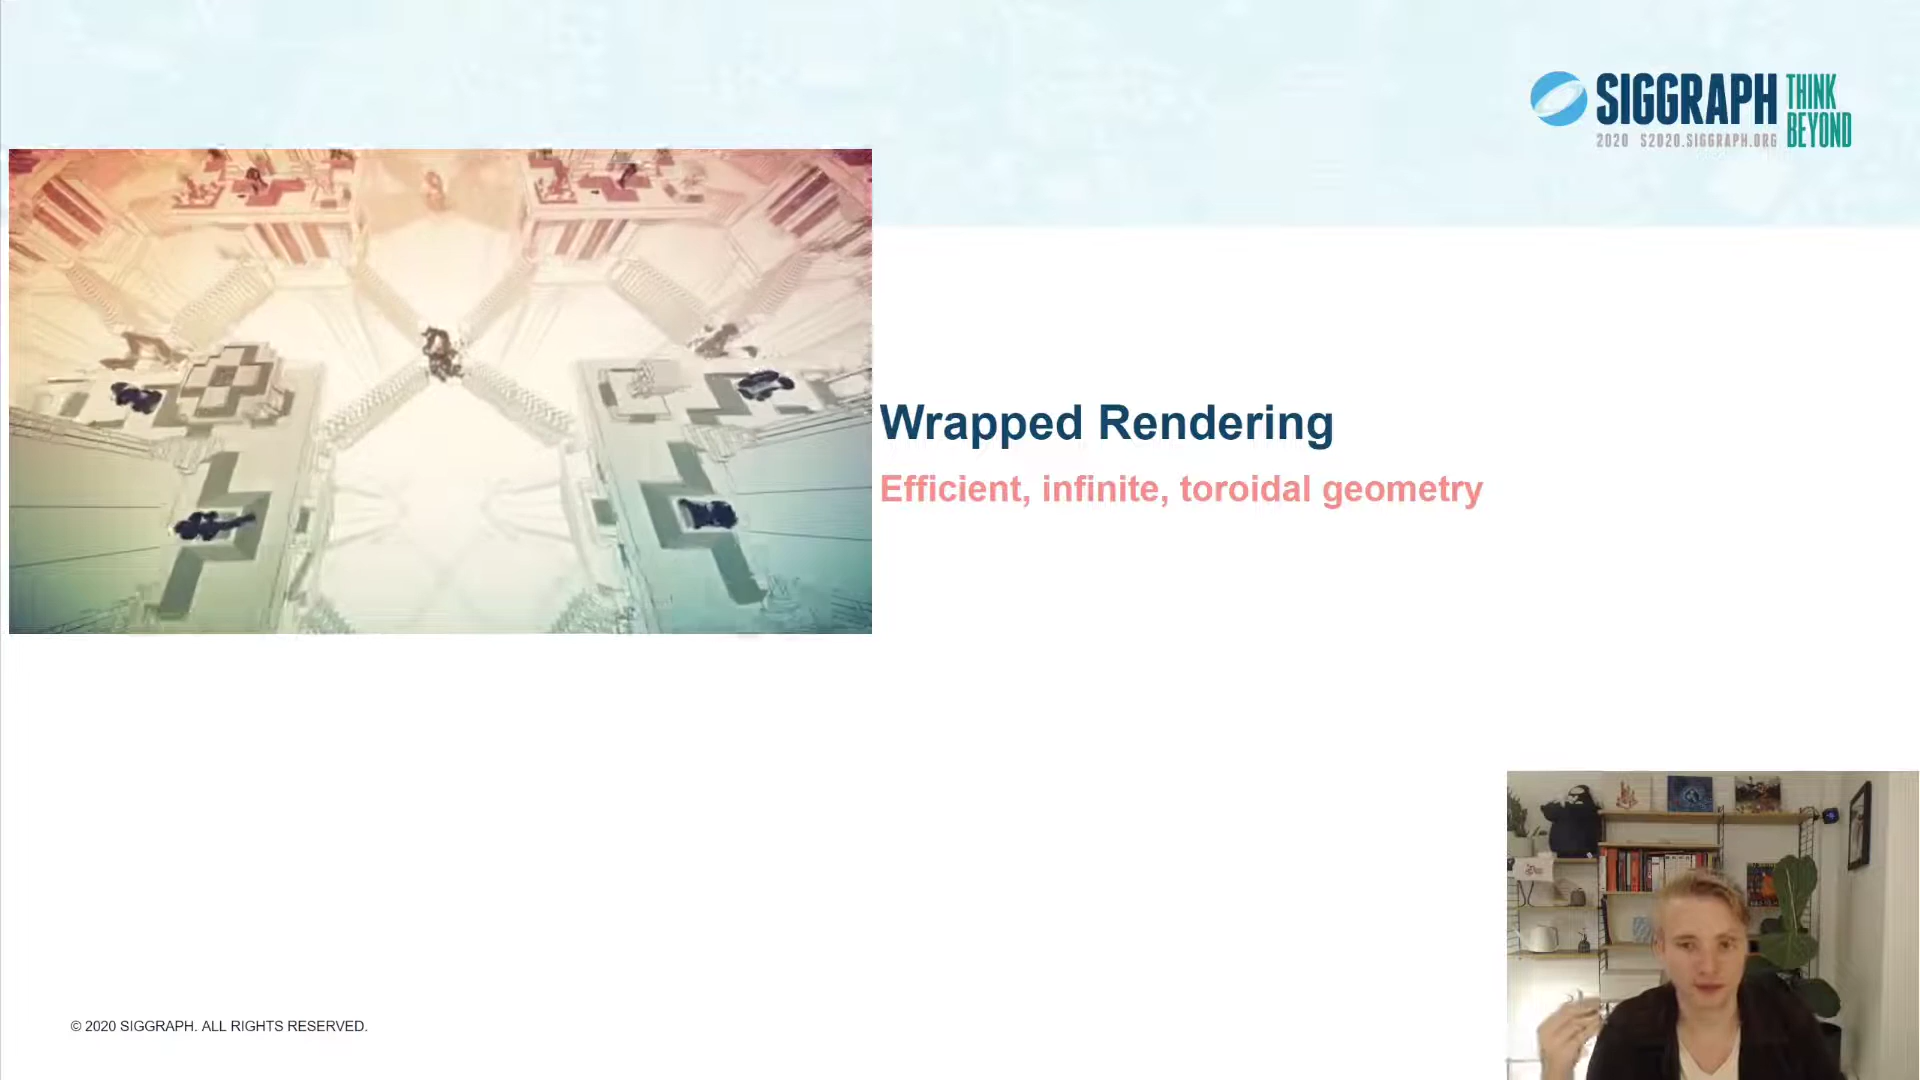 SIGGRAPH THINK
BEYOND
2020 S2020.SIGGRAPH.ORG
Wrapped Rendering
Efficient, infinite, toroidal geometry
© 2020 SIGGRAPH. ALL RIGHTS RESERVED.